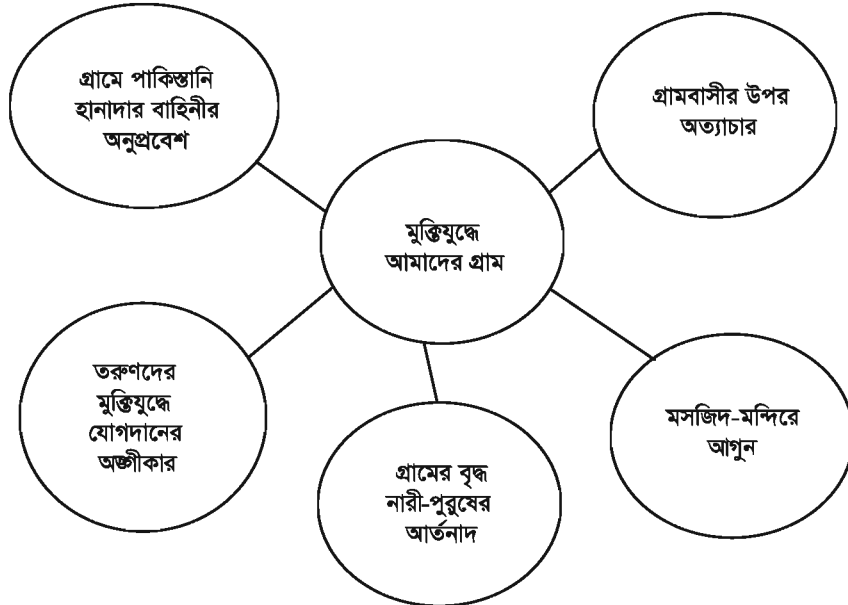 গ্রামে পাকিস্তানি
হানাদার বাহিনীর
অনুপ্রবেশ
গ্রামবাসীর উপর
অত্যাচার
মুক্তিযুদ্ধে
আমাদের গ্রাম
তরুণদের
মুক্তিযুদ্ধে
যোগদানের
অঙ্গীকার
গ্রামের বৃদ্ধ
নারী-পুরুষের
আর্তনাদ
মসজিদ-মন্দিরে
আগুন